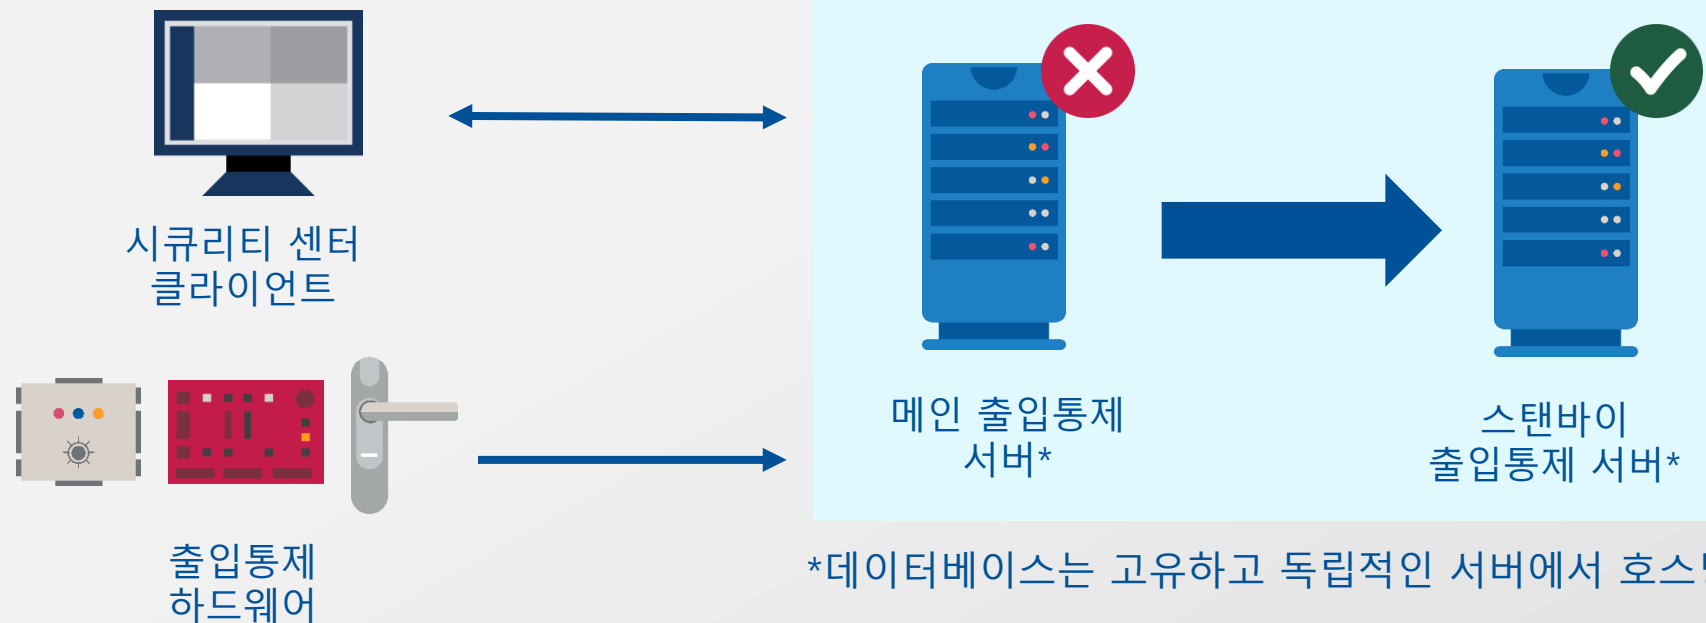 시큐리티 센터
클라이언트
출입통제
하드웨어
메인 출입통제
서버*
스탠바이
출입통제 서버*
*데이터베이스는 고유하고 독립적인 서버에서